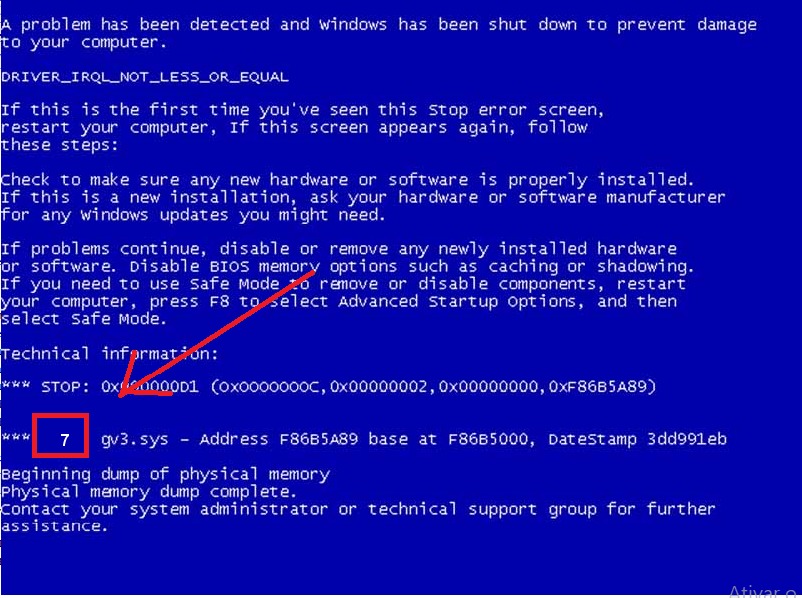 A problem has been detected and Windows has been shut down to prevent damage
to your computer.
DRIVER_IRQL_NOT_LESS_OR_EQUAL
If this is the first time you've seen this Stop error screen,
restart your computer, If this screen appears again, follow
these steps:
Check to make sure any new hardware or software is properly installed.
If this is a new installation, ask your hardware or software manufacturer
for any Windows updates you might need.
If problems continue, disable or remove any newly installed hardware
or software. Disable BIOS memory options such as caching or shadowing.
If you need to use Safe Mode to remove or disable components, restart
your computer, press F8 to select Advanced Startup Options, and then
select Safe Mode.
Technical information:
*** STOP: 0x000000D1 (0x0000000C,0x00000002,0x00000000,0xF86B5A89)
*** 7 gv3.sys – Address F86B5A89 base at F86B5000, DateStamp 3dd991eb
Beginning dump of physical memory
Physical memory dump complete.
Contact your system administrator or technical support group for further
assistance.
Ativar o